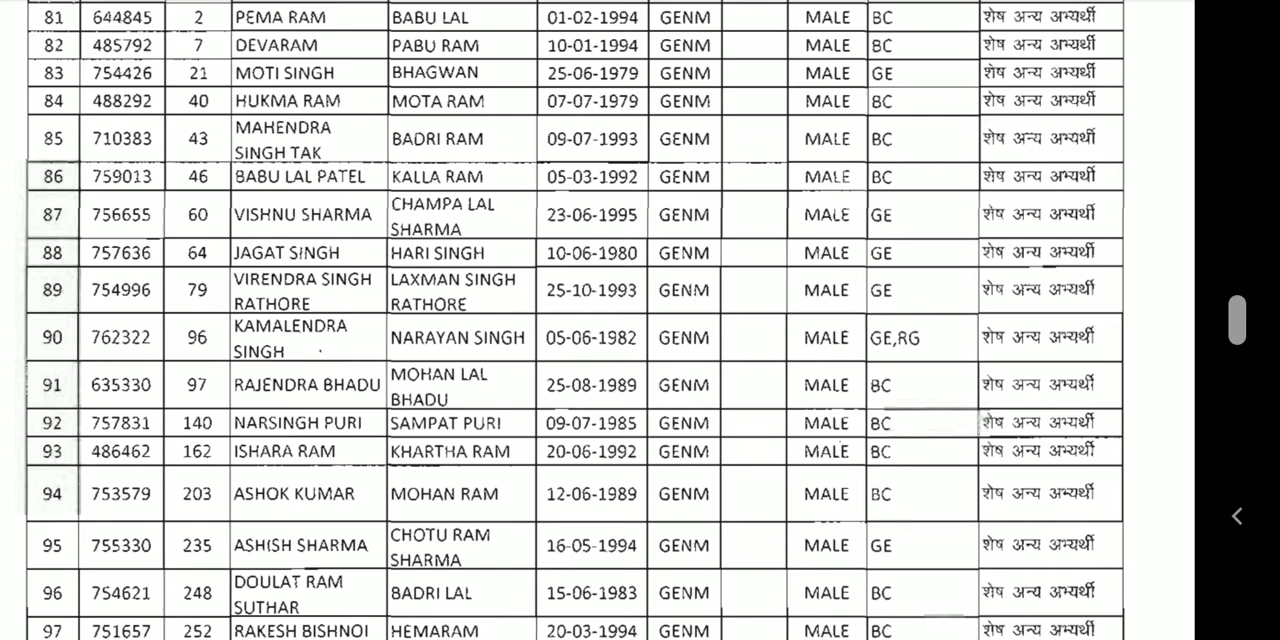 81 644845 2 PEMA RAM BABU LAL 01-02-1994 GENM MALE BC शेष अन्य अभ्यर्थी
82 485792 7 DEVARAM PABU RAM 10-01-1994 GENM MALE BC शेष अन्य अभ्यर्थी
83 754426 21 MOTI SINGH BHAGWAN 25-06-1979 GENM MALE GE शेष अन्य अभ्यर्थी
84 488292 40 HUKMA RAM MOTA RAM 07-07-1979 GENM MALE BC शेष अन्य अभ्यर्थी
85 710383 43 MAHENDRA SINGH TAK BADRI RAM 09-07-1993 GENM MALE BC शेष अन्य अभ्यर्थी
86 759013 46 BABU LAL PATEL KALLA RAM 05-03-1992 GENM MALE BC शेष अन्य अभ्यर्थी
87 756655 60 VISHNU SHARMA CHAMPA LAL SHARMA 23-06-1995 GENM MALE GE शेष अन्य अभ्यर्थी
88 757636 64 JAGAT SINGH HARI SINGH 10-06-1980 GENM MALE GE शेष अन्य अभ्यर्थी
89 754996 79 VIRENDRA SINGH RATHORE LAXMAN SINGH RATHORE 25-10-1993 GENM MALE GE शेष अन्य अभ्यर्थी
90 762322 96 KAMALENDRA SINGH NARAYAN SINGH 05-06-1982 GENM MALE GE,RG शेष अन्य अभ्यर्थी
91 635330 97 RAJENDRA BHADU MOHAN LAL BHADU 25-08-1989 GENM MALE BC शेष अन्य अभ्यर्थी
92 757831 140 NARSINGH PURI SAMPAT PURI 09-07-1985 GENM MALE BC शेष अन्य अभ्यर्थी
93 486462 162 ISHARA RAM KHARTHA RAM 20-06-1992 GENM MALE BC शेष अन्य अभ्यर्थी
94 753579 203 ASHOK KUMAR MOHAN RAM 12-06-1989 GENM MALE BC शेष अन्य अभ्यर्थी
95 755330 235 ASHISH SHARMA CHOTU RAM SHARMA 16-05-1994 GENM MALE GE शेष अन्य अभ्यर्थी
96 754621 248 DOULAT RAM SUTHAR BADRI LAL 15-06-1983 GENM MALE BC शेष अन्य अभ्यर्थी
97 751657 252 RAKESH BISHNOI HEMARAM 20-03-1994 GENM MALE BC शेष अन्य अभ्यर्थी